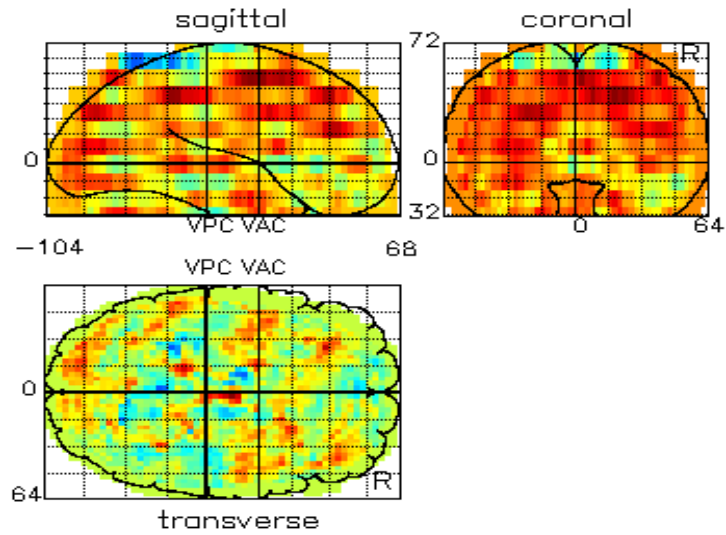 sagittal
coronal
72
R
0
0
32
VPC VAC
0
64
-104
68
VPC VAC
0
64
R
transverse